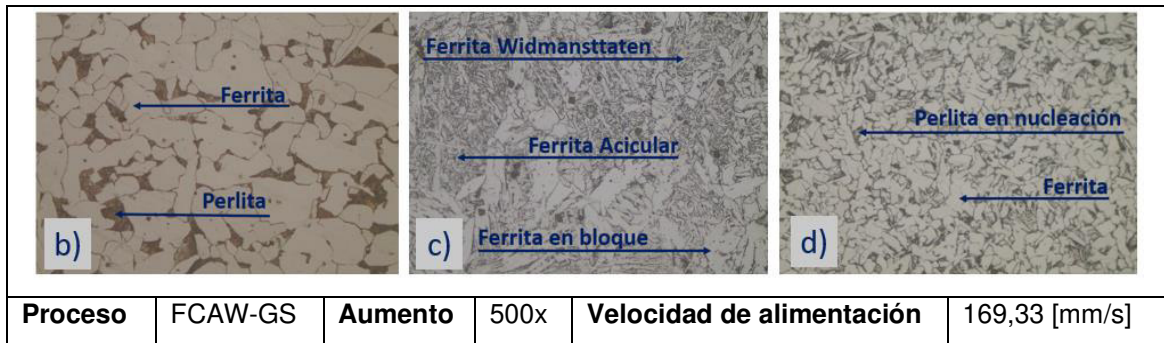 Ferrita
Perlita
b)
Ferrita Widmansttaten
Ferrita Acicular
Ferrita en bloque
c)
Perlita en nucleación
Ferrita
d)
Proceso FCAW-GS Aumento 500x Velocidad de alimentación 169,33 [mm/s]